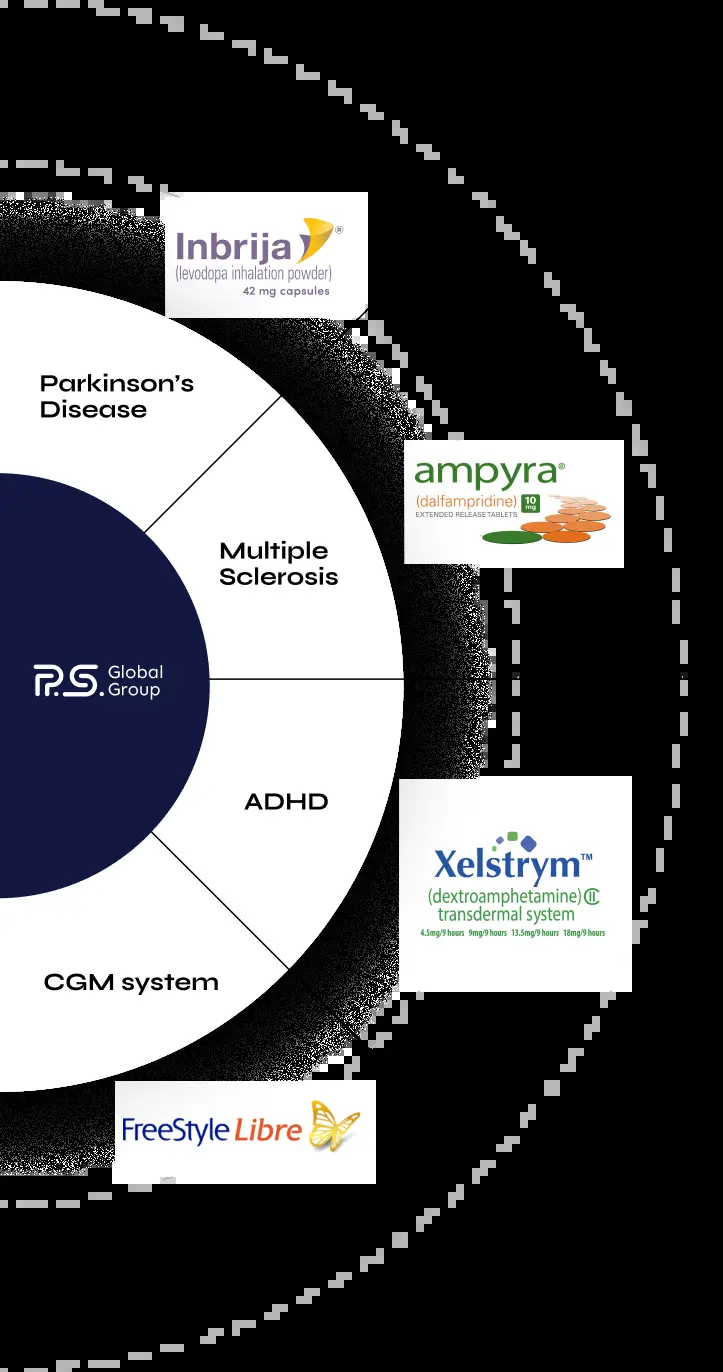 Inbrija®
(levodopa inhalation powder)
42 mg capsules
Parkinson's
Disease
ampyra®
(dalfampridine) 10 mg
EXTENDED RELEASE TABLETS
Multiple
Sclerosis
P.S. Global
Group
ADHD
Xelstrym™
(dextroamphetamine) CII
transdermal system
4.5mg/9 hours 9mg/9 hours 13.5mg/9 hours 18mg/9 hours
CGM system
FreeStyle Libre